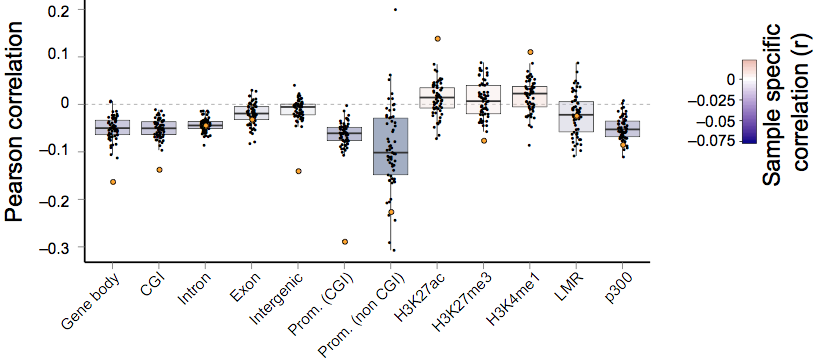 Pearson correlation
0.2
0.1
0
−0.1
−0.2
−0.3
Gene body
CGI
Intron
Exon
Intergenic
Prom. (CGI)
Prom. (non CGI)
H3K27ac
H3K27me3
H3K4me1
LMR
p300
0
−0.025
−0.05
−0.075
Sample specific
correlation (r)